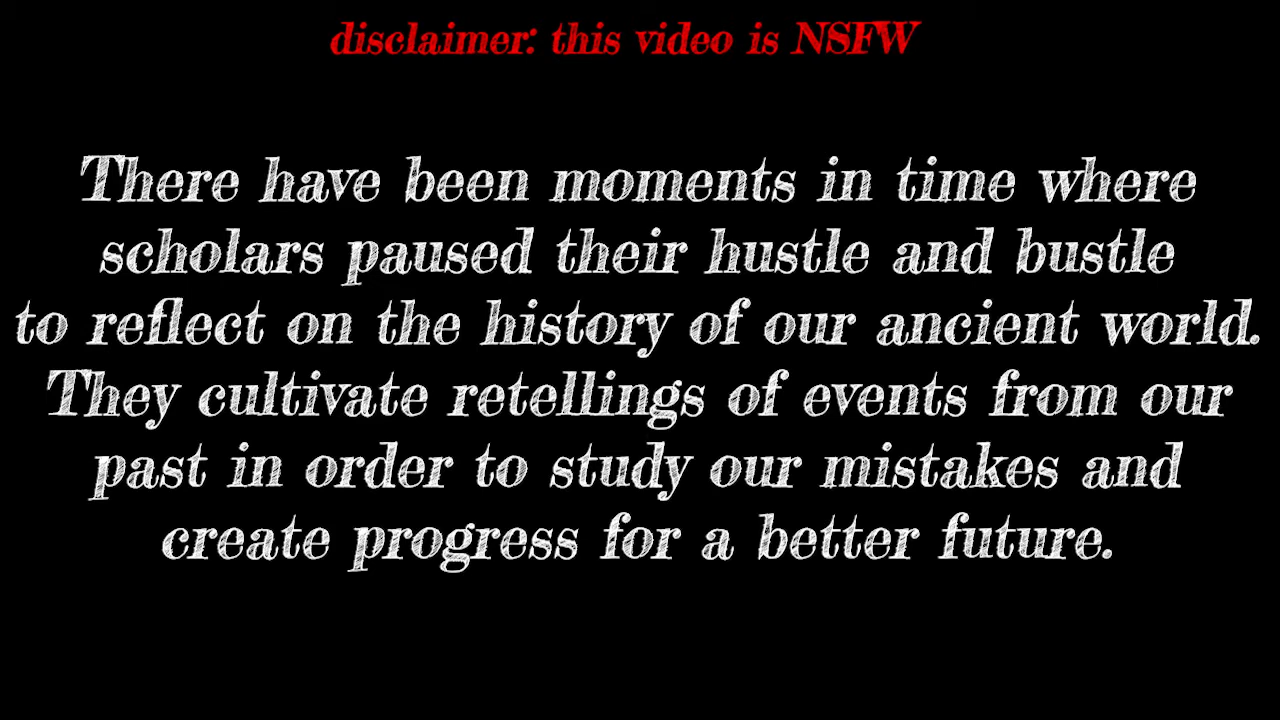 disclaimer: this video is NSFW
There have been moments in time where
scholars paused their hustle and bustle
to reflect on the history of our ancient world.
They cultivate retellings of events from our
past in order to study our mistakes and
create progress for a better future.